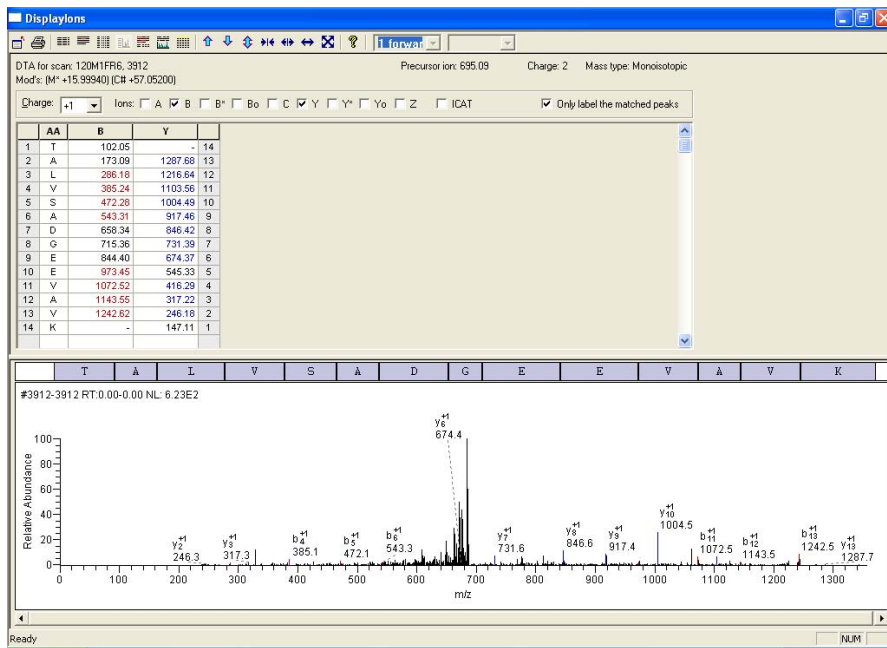 DisplayIons
1 forwar
DTA for scan: 120M1FR6, 3912 Precursor ion: 695.09 Charge: 2 Mass type: Monoisotopic
Mod's: (M* +15.99940) (C# +57.05200)
Charge: +1 Ions: A B B* Bo C Y Y* Yo Z ICAT Only label the matched peaks
AA B Y
1 T 102.05 - 14
2 A 173.09 1287.68 13
3 L 286.18 1216.64 12
4 V 385.24 1103.56 11
5 S 472.28 1004.49 10
6 A 543.31 917.46 9
7 D 658.34 846.42 8
8 G 715.36 731.39 7
9 E 844.40 674.37 6
10 E 973.45 545.33 5
11 V 1072.52 416.29 4
12 A 1143.55 317.22 3
13 V 1242.62 246.18 2
14 K - 147.11 1
T A L V S A D G E E V A V K
#3912-3912 RT:0.00-0.00 NL: 6.23E2
Relative Abundance
100
80
60
40
20
0
y2+1 246.3
y3+1 317.3
b4+1 385.1
b5+1 472.1
b6+1 543.3
y6+1 674.4
y7+1 731.6
y8+1 846.6
y9+1 917.4
y10+1 1004.5
b11+1 1072.5
b12+1 1143.5
b13+1 1242.5
y13+1 1287.7
0 100 200 300 400 500 600 700 800 900 1000 1100 1200 1300
m/z
Ready NUM